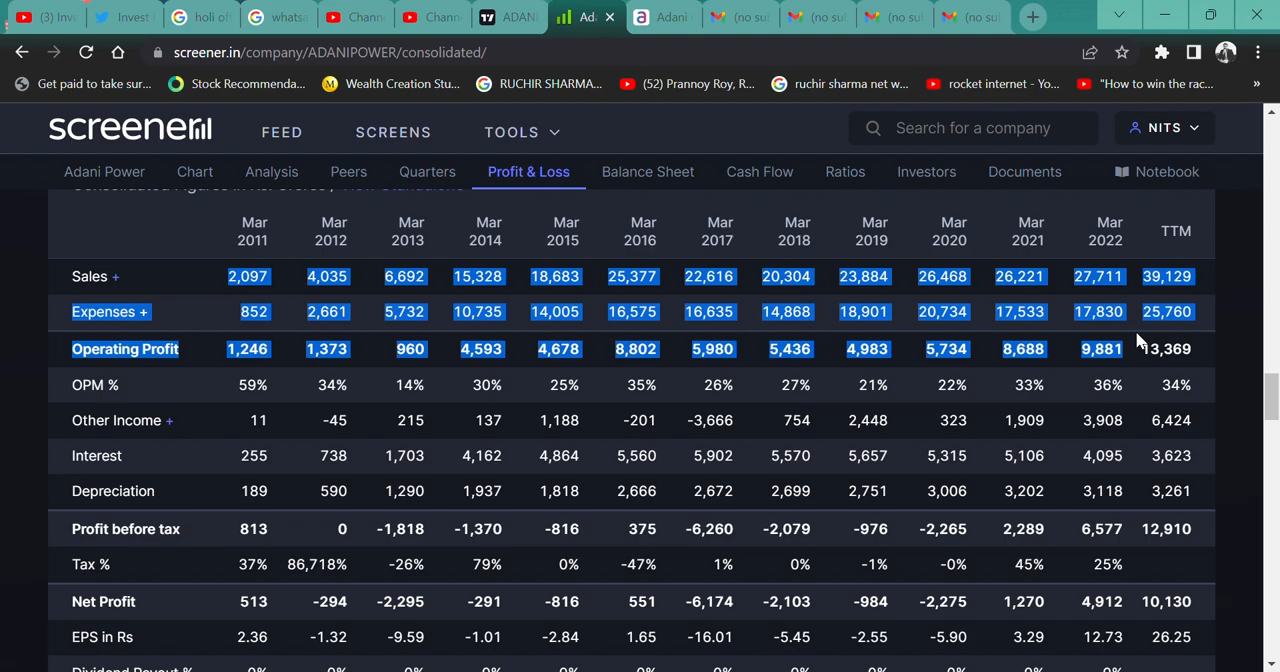 (3) Inve
Invest
holi off
whatsa
Chann
Chann
ADANI
Ada
Adani
(no su
(no su
(no su
(no su
screener.in/company/ADANIPOWER/consolidated/
Get paid to take sur...
Stock Recommenda...
Wealth Creation Stu...
RUCHIR SHARMA...
(52) Prannoy Roy, R...
ruchir sharma net w...
rocket internet - Yo...
"How to win the rac...
»
screener
FEED
SCREENS
TOOLS
Search for a company
NITS
Adani Power
Chart
Analysis
Peers
Quarters
Profit & Loss
Balance Sheet
Cash Flow
Ratios
Investors
Documents
Notebook
Mar 2011 Mar 2012 Mar 2013 Mar 2014 Mar 2015 Mar 2016 Mar 2017 Mar 2018 Mar 2019 Mar 2020 Mar 2021 Mar 2022 TTM
Sales + 2,097 4,035 6,692 15,328 18,683 25,377 22,616 20,304 23,884 26,468 26,221 27,711 39,129
Expenses + 852 2,661 5,732 10,735 14,005 16,575 16,635 14,868 18,901 20,734 17,533 17,830 25,760
Operating Profit 1,246 1,373 960 4,593 4,678 8,802 5,980 5,436 4,983 5,734 8,688 9,881 13,369
OPM % 59% 34% 14% 30% 25% 35% 26% 27% 21% 22% 33% 36% 34%
Other Income + 11 -45 215 137 1,188 -201 -3,666 754 2,448 323 1,909 3,908 6,424
Interest 255 738 1,703 4,162 4,864 5,560 5,902 5,570 5,657 5,315 5,106 4,095 3,623
Depreciation 189 590 1,290 1,937 1,818 2,666 2,672 2,699 2,751 3,006 3,202 3,118 3,261
Profit before tax 813 0 -1,818 -1,370 -816 375 -6,260 -2,079 -976 -2,265 2,289 6,577 12,910
Tax % 37% 86,718% -26% 79% 0% -47% 1% 0% -1% -0% 45% 25%
Net Profit 513 -294 -2,295 -291 -816 551 -6,174 -2,103 -984 -2,275 1,270 4,912 10,130
EPS in Rs 2.36 -1.32 -9.59 -1.01 -2.84 1.65 -16.01 -5.45 -2.55 -5.90 3.29 12.73 26.25